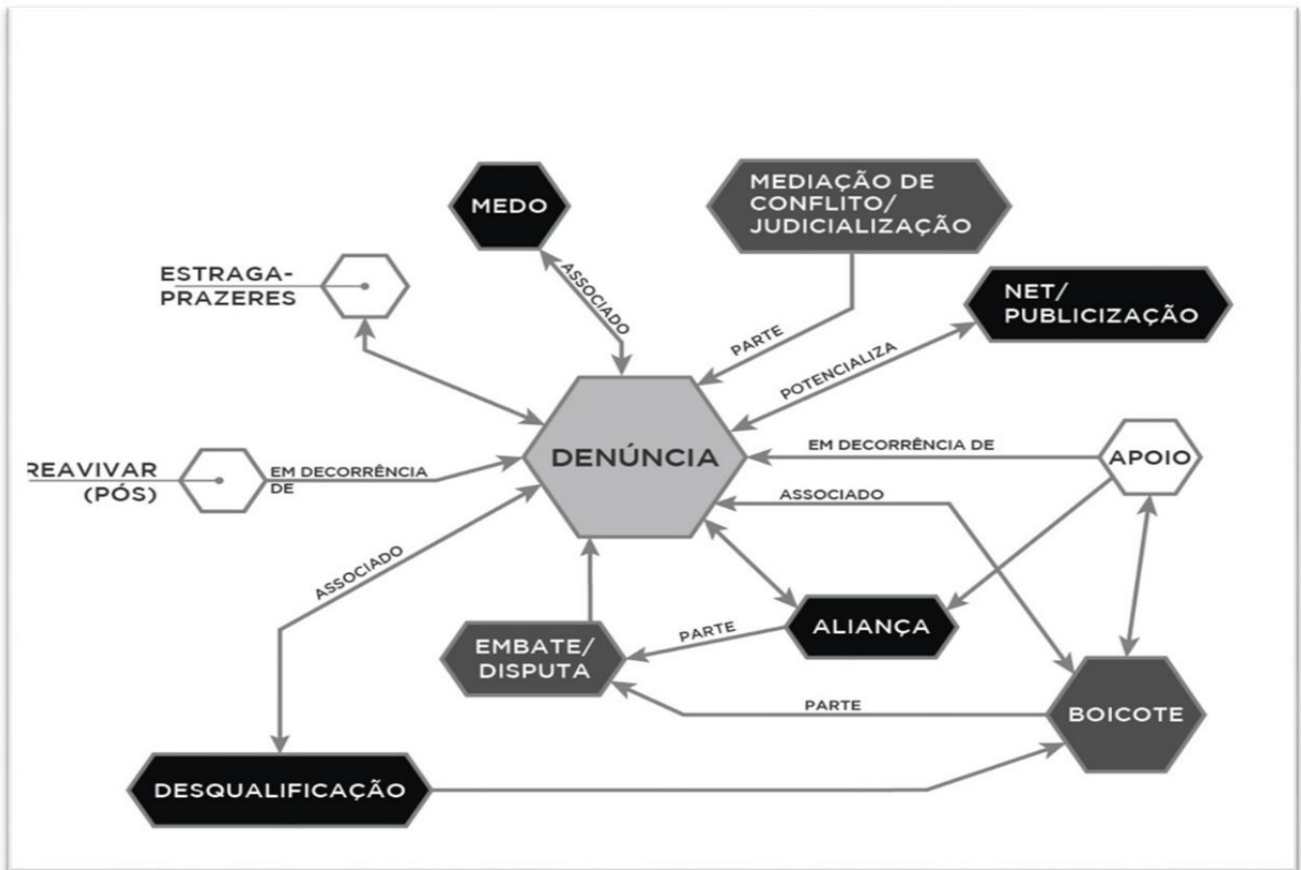 MEDO
MEDIAÇÃO DE
CONFLITO/
JUDICIALIZAÇÃO
ESTRAGA-
PRAZERES
ASSOCIADO
NET/
PUBLICIZAÇÃO
PARTE
POTENCIALIZA
DENÚNCIA
EM DECORRÊNCIA DE
APOIO
REAVIVAR
(PÓS)
EM DECORRÊNCIA
DE
ASSOCIADO
ASSOCIADO
ALIANÇA
PARTE
EMBATE/
DISPUTA
PARTE
BOICOTE
DESQUALIFICAÇÃO